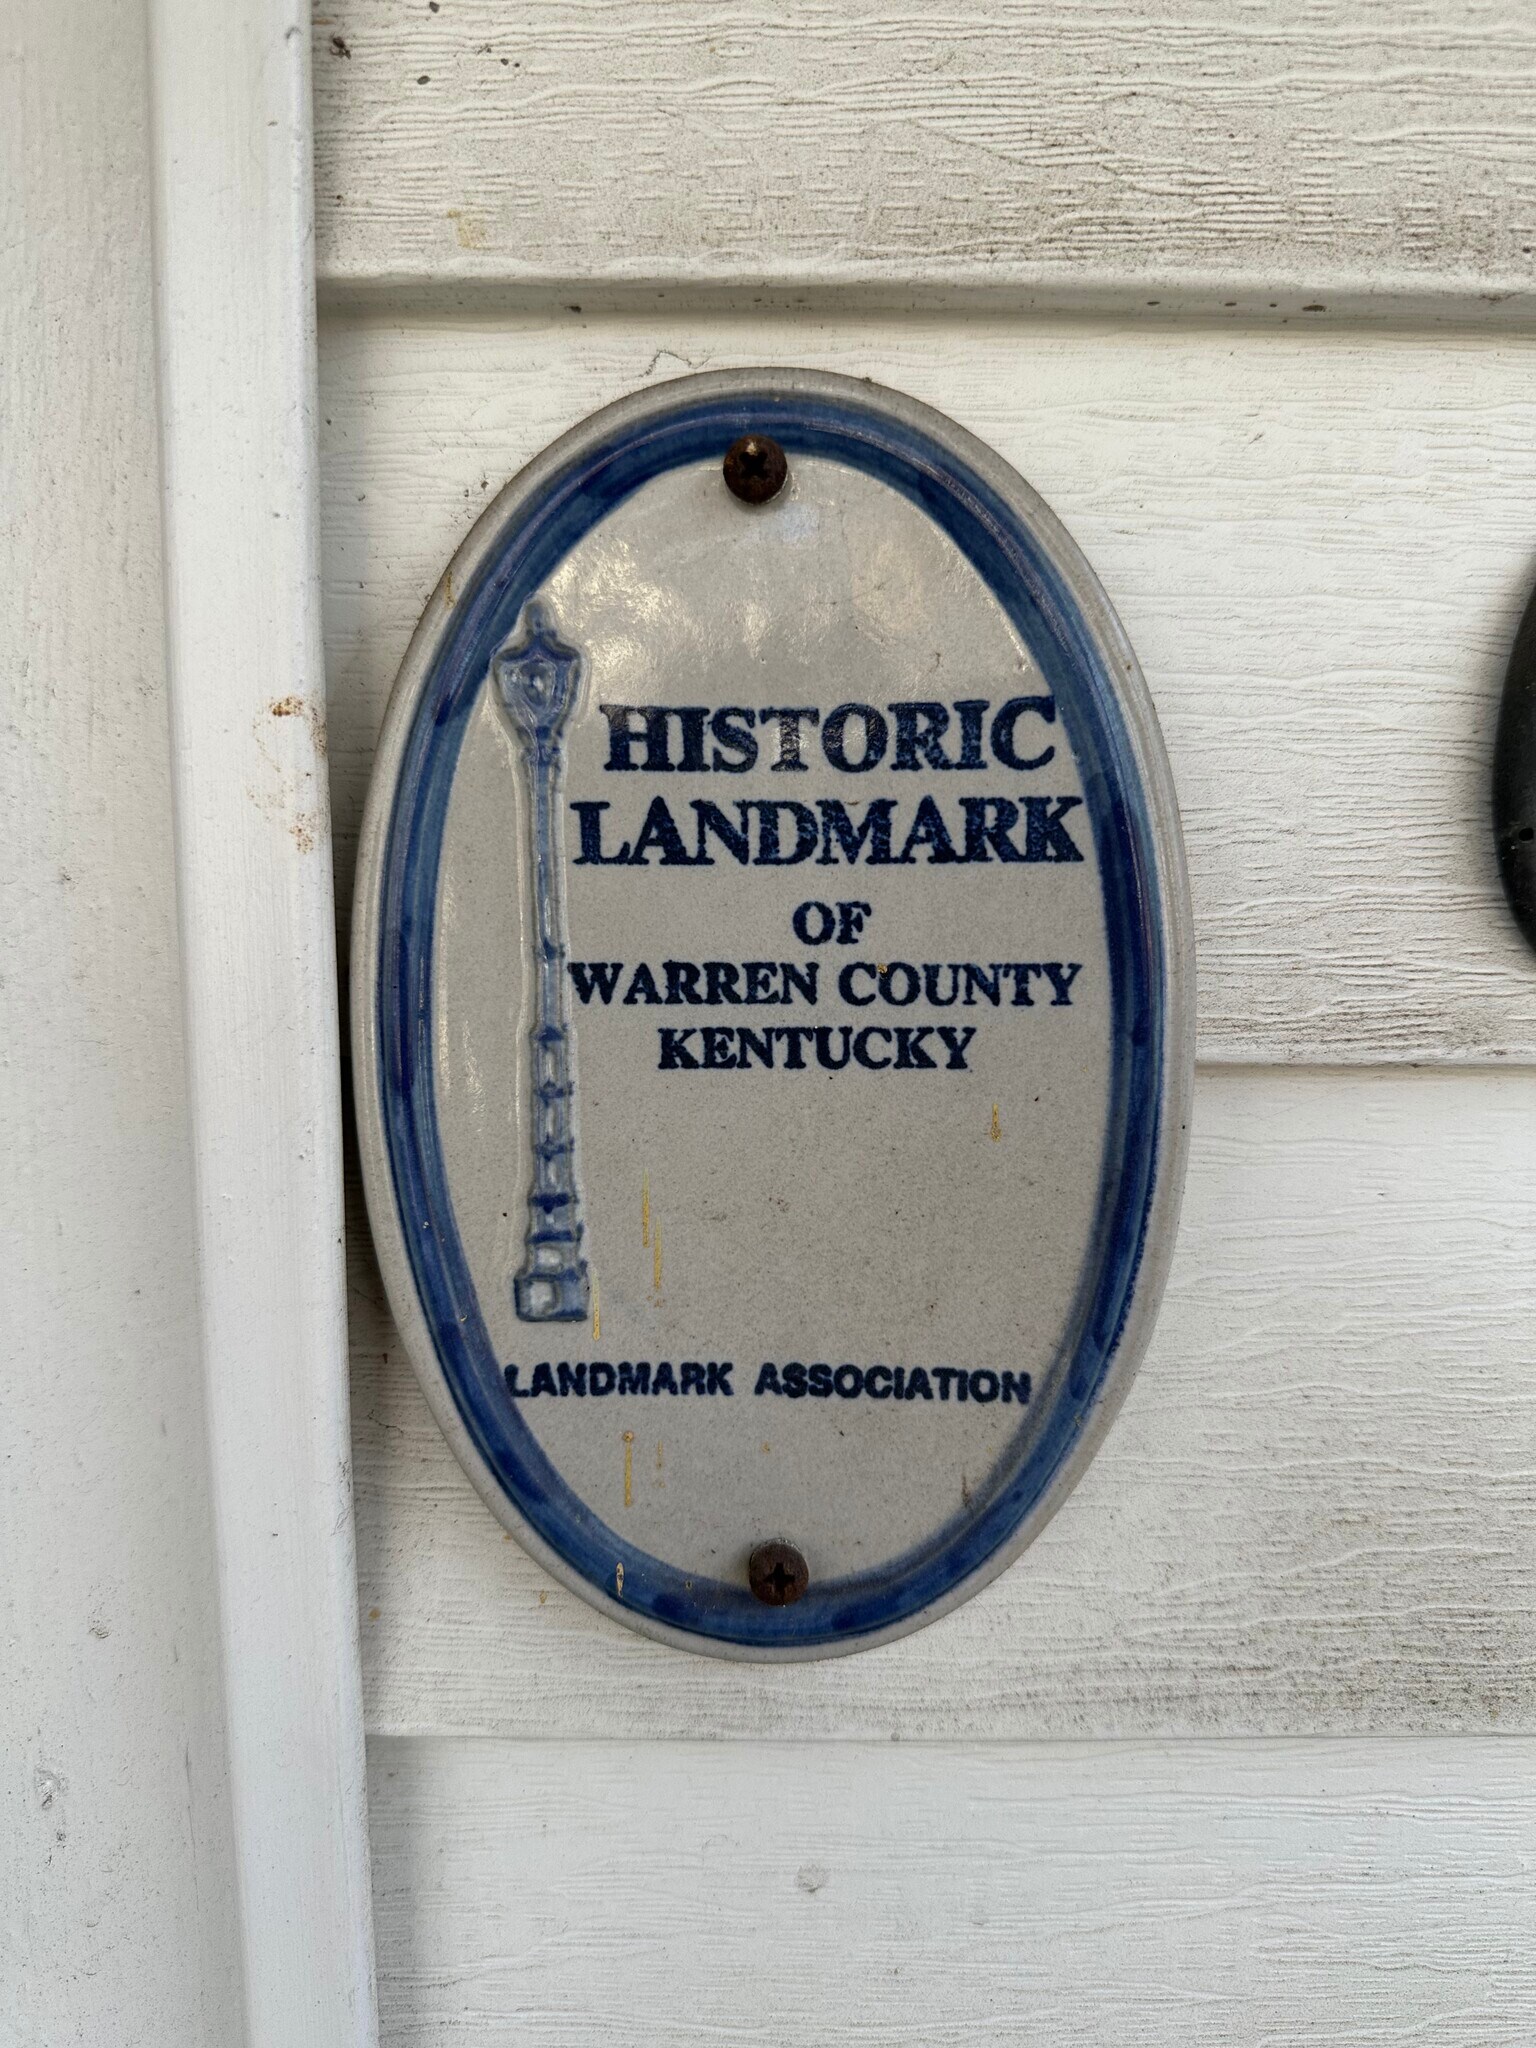 HISTORIC
LANDMARK
OF
WARREN COUNTY
KENTUCKY
LANDMARK ASSOCIATION